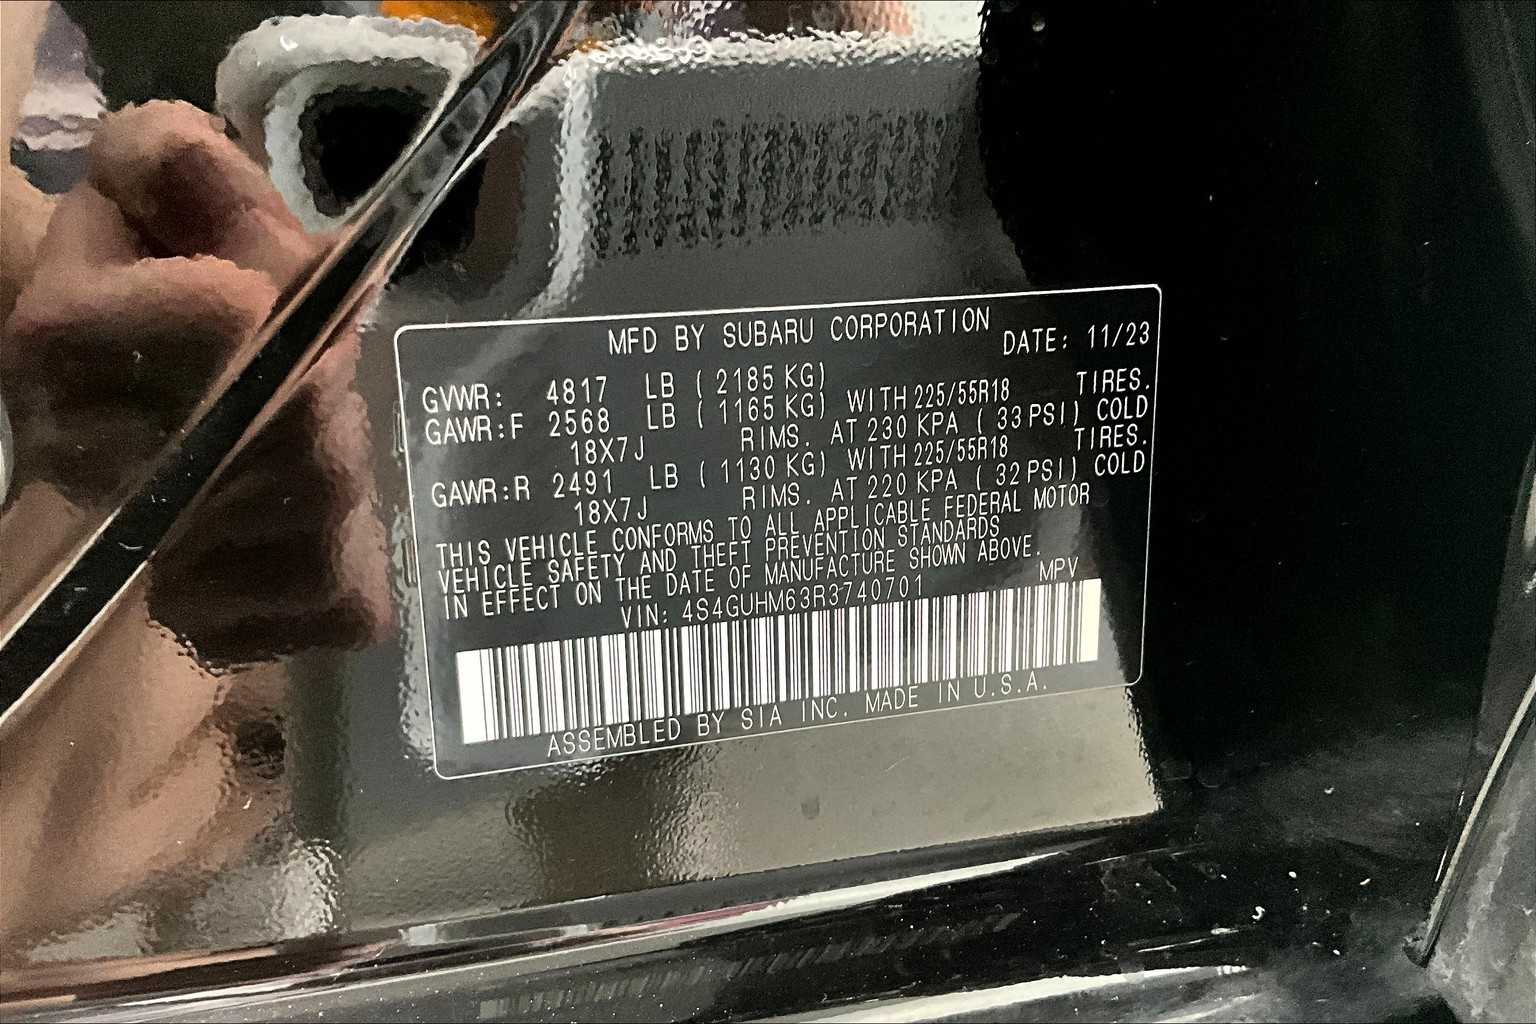 MFD BY SUBARU CORPORATION
DATE: 11/23
GVWR: 4817 LB ( 2185 KG)
GAWR:F 2568 LB ( 1165 KG) WITH 225/55R18 TIRES.
18X7J RIMS. AT 230 KPA ( 33 PSI) COLD
GAWR:R 2491 LB ( 1130 KG) WITH 225/55R18 TIRES.
18X7J RIMS. AT 220 KPA ( 32 PSI) COLD
THIS VEHICLE CONFORMS TO ALL APPLICABLE FEDERAL MOTOR
VEHICLE SAFETY AND THEFT PREVENTION STANDARDS
IN EFFECT ON THE DATE OF MANUFACTURE SHOWN ABOVE.
VIN: 4S4GUHM63R3740701 MPV
ASSEMBLED BY SIA INC. MADE IN U.S.A.